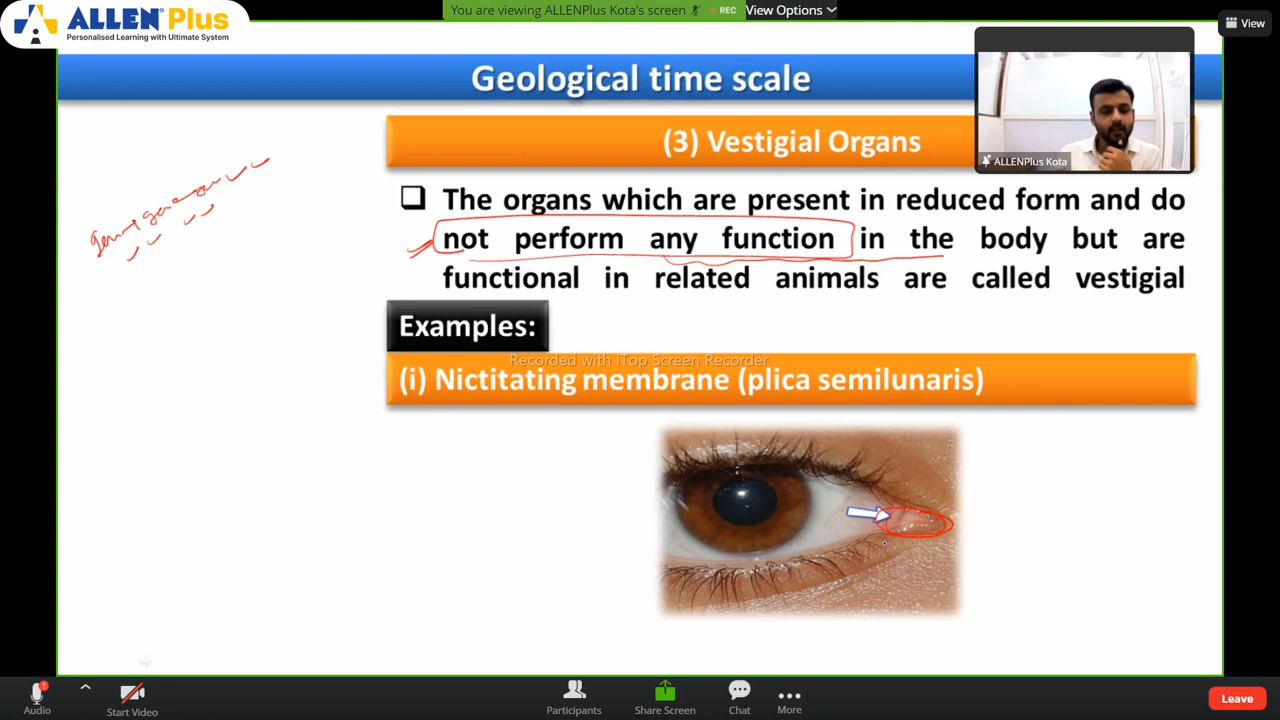 ALLEN Plus
Personalised Learning with Ultimate System
You are viewing ALLENPlus Kota's screen
REC
View Options
View
Geological time scale
ALLENPlus Kota
(3) Vestigial Organs
The organs which are present in reduced form and do
not perform any function in the body but are
functional in related animals are called vestigial
Examples:
Recorded with iTop Screen Recorder
(i) Nictitating membrane (plica semilunaris)
Audio
Start Video
Participants
Share Screen
Chat
More
Leave